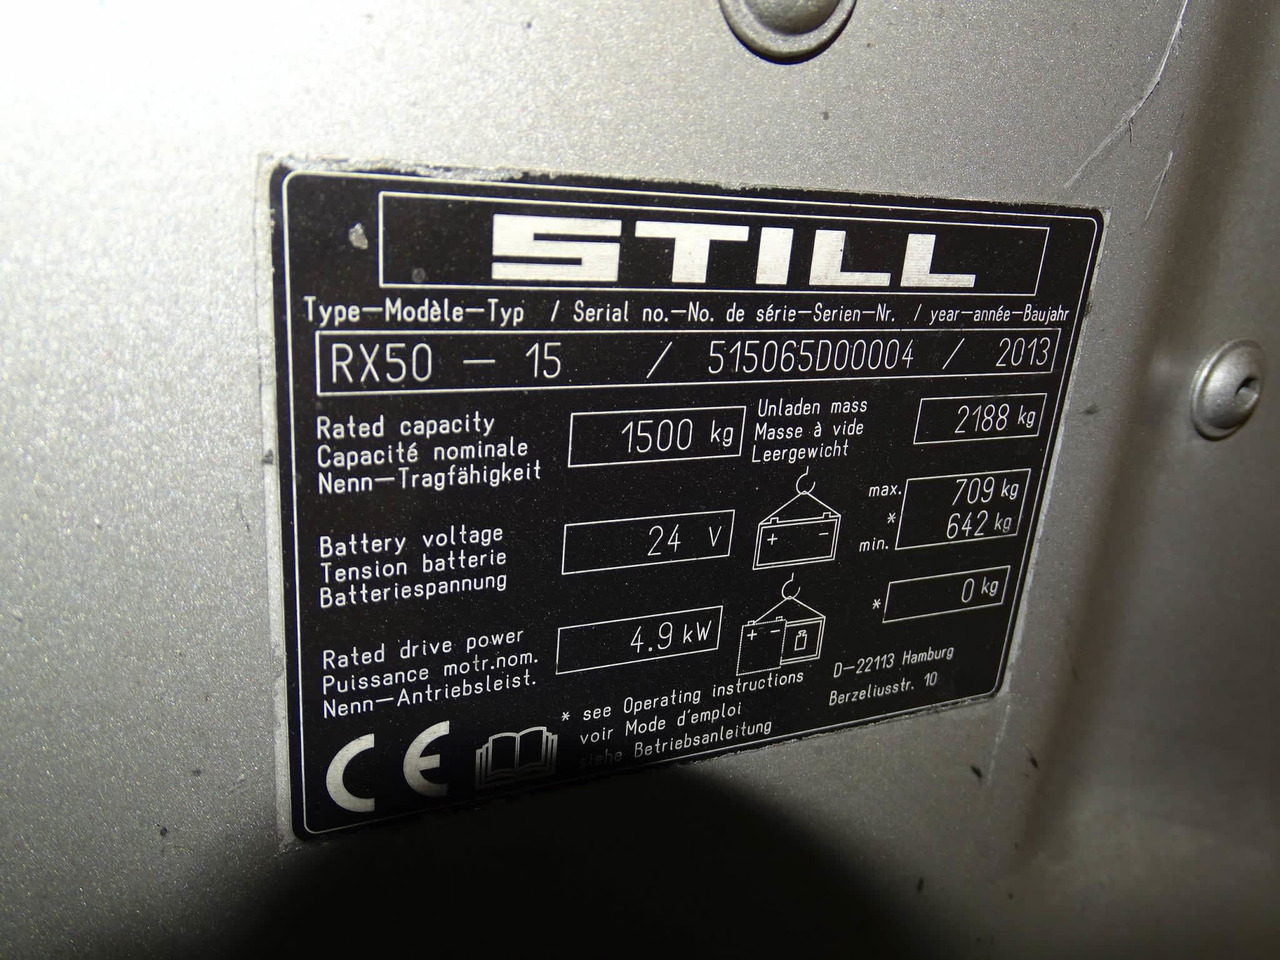 STILL
Type–Modèle–Typ / Serial no.–No. de série–Serien–Nr. / year–année–Baujahr
RX50 – 15 / 515065D00004 / 2013
Rated capacity
Capacité nominale
Nenn–Tragfähigkeit
1500 kg
Unladen mass
Masse à vide
Leergewicht
2188 kg
Battery voltage
Tension batterie
Batteriespannung
24 V
+ –
max. 709 kg
*
min. 642 kg
Rated drive power
Puissance motr.nom.
Nenn–Antriebsleist.
4.9 kW
+ –
* 0 kg
CE
* see Operating instructions
voir Mode d'emploi
siehe Betriebsanleitung
D–22113 Hamburg
Berzeliusstr. 10